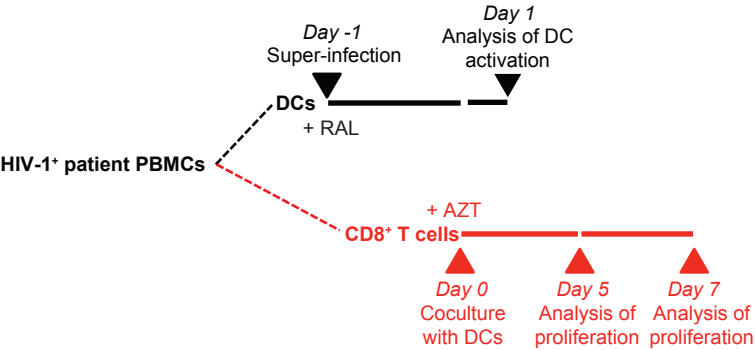 Day -1
Super-infection
Day 1
Analysis of DC
activation
DCs
+ RAL
HIV-1⁺ patient PBMCs
+ AZT
CD8⁺ T cells
Day 0
Coculture
with DCs
Day 5
Analysis of
proliferation
Day 7
Analysis of
proliferation